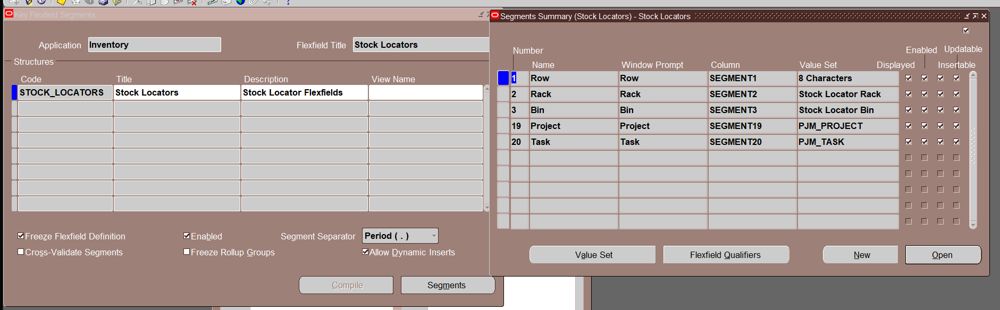 Key Flexfield Segments
Application Inventory Flexfield Title Stock Locators
Structures
Code Title Description View Name
STOCK_LOCATORS Stock Locators Stock Locator Flexfields
Freeze Flexfield Definition Enabled Segment Separator Period ( . )
Cross-Validate Segments Freeze Rollup Groups Allow Dynamic Inserts
Compile Segments
Segments Summary (Stock Locators) - Stock Locators
Number Enabled Updatable
Name Window Prompt Column Value Set Displayed Insertable
1 Row Row SEGMENT1 8 Characters
2 Rack Rack SEGMENT2 Stock Locator Rack
3 Bin Bin SEGMENT3 Stock Locator Bin
19 Project Project SEGMENT19 PJM_PROJECT
20 Task Task SEGMENT20 PJM_TASK
Value Set Flexfield Qualifiers New Open